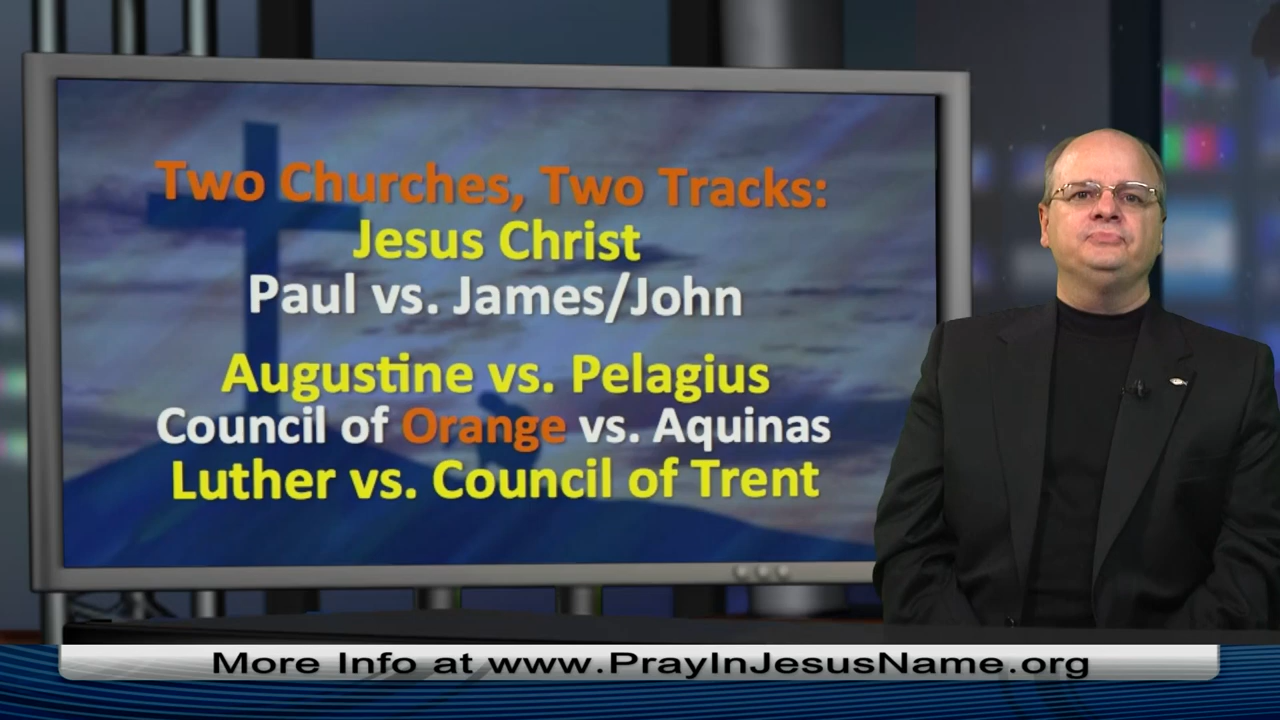 Two Churches, Two Tracks:
Jesus Christ
Paul vs. James/John
Augustine vs. Pelagius
Council of Orange vs. Aquinas
Luther vs. Council of Trent
More Info at www.PrayInJesusName.org